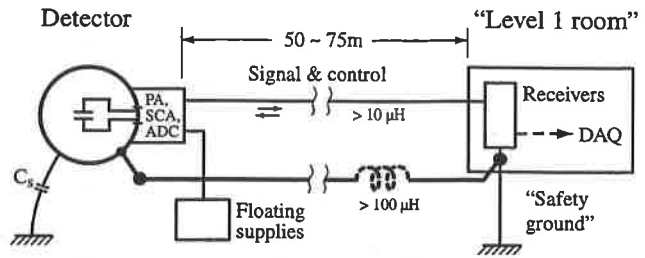 Detector
50 ~ 75m
"Level 1 room"
Signal & control
PA,
SCA,
ADC
> 10 µH
Receivers
DAQ
Cs
> 100 µH
Floating
supplies
"Safety
ground"